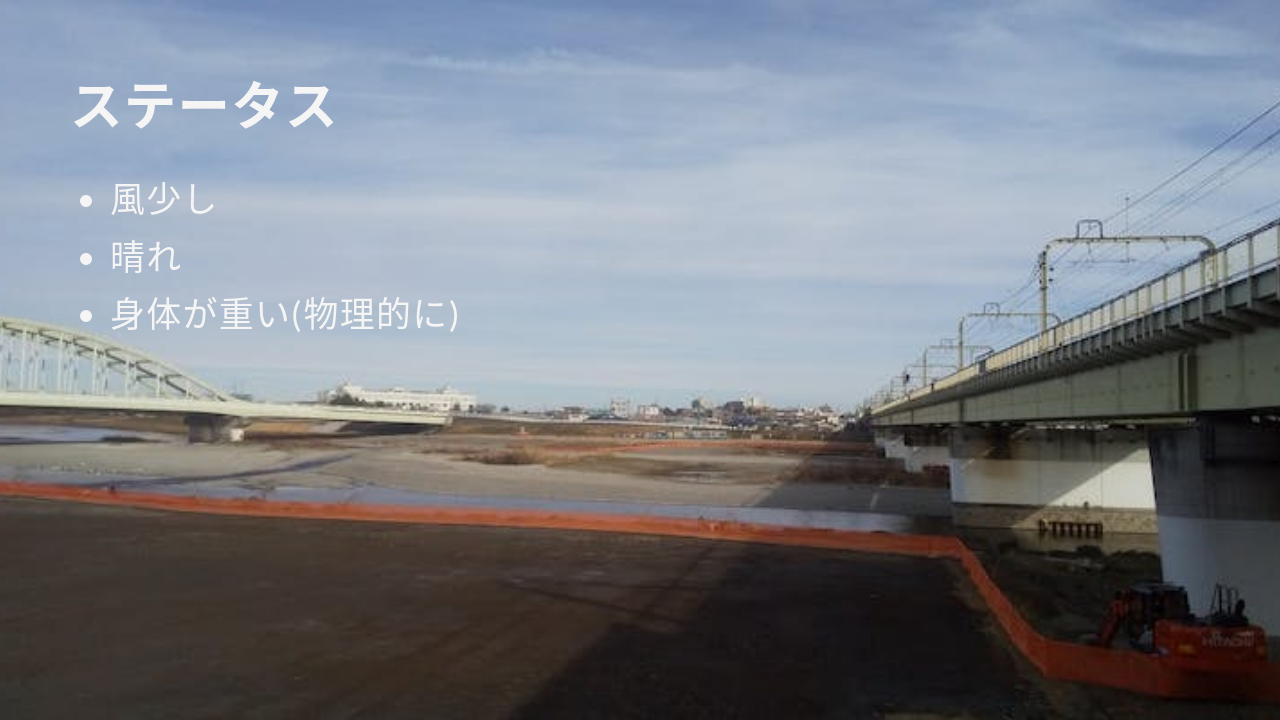 ステータス
• 風少し
• 晴れ
• 身体が重い(物理的に)
HITACHI